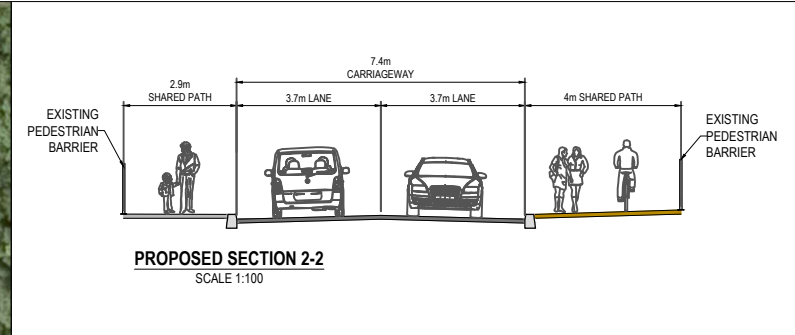 7.4m
CARRIAGEWAY
2.9m
SHARED PATH
3.7m LANE
3.7m LANE
4m SHARED PATH
EXISTING
PEDESTRIAN
BARRIER
EXISTING
PEDESTRIAN
BARRIER
PROPOSED SECTION 2-2
SCALE 1:100